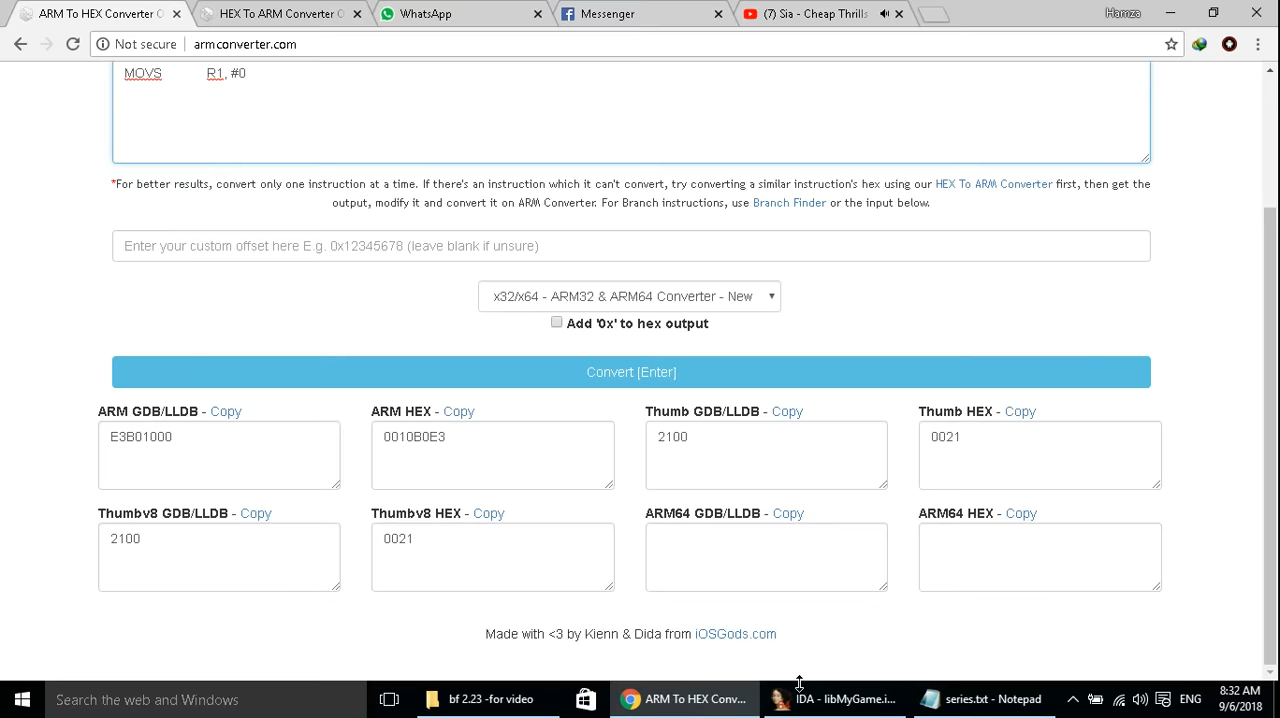 ARM To HEX Converter O
HEX To ARM Converter O
WhatsApp
Messenger
(7) Sia - Cheap Thrills
Hamza
Not secure | armconverter.com
MOVS R1, #0
*For better results, convert only one instruction at a time. If there's an instruction which it can't convert, try converting a similar instruction's hex using our HEX To ARM Converter first, then get the
output, modify it and convert it on ARM Converter. For Branch instructions, use Branch Finder or the input below.
Enter your custom offset here E.g. 0x12345678 (leave blank if unsure)
x32/x64 - ARM32 & ARM64 Converter - New
Add '0x' to hex output
Convert [Enter]
ARM GDB/LLDB - Copy
ARM HEX - Copy
Thumb GDB/LLDB - Copy
Thumb HEX - Copy
E3B01000
0010B0E3
2100
0021
Thumbv8 GDB/LLDB - Copy
Thumbv8 HEX - Copy
ARM64 GDB/LLDB - Copy
ARM64 HEX - Copy
2100
0021
Made with <3 by Kienn & Dida from iOSGods.com
Search the web and Windows
bf 2.23 -for video
ARM To HEX Conv...
IDA - libMyGame.i...
series.txt - Notepad
ENG
8:32 AM
9/6/2018